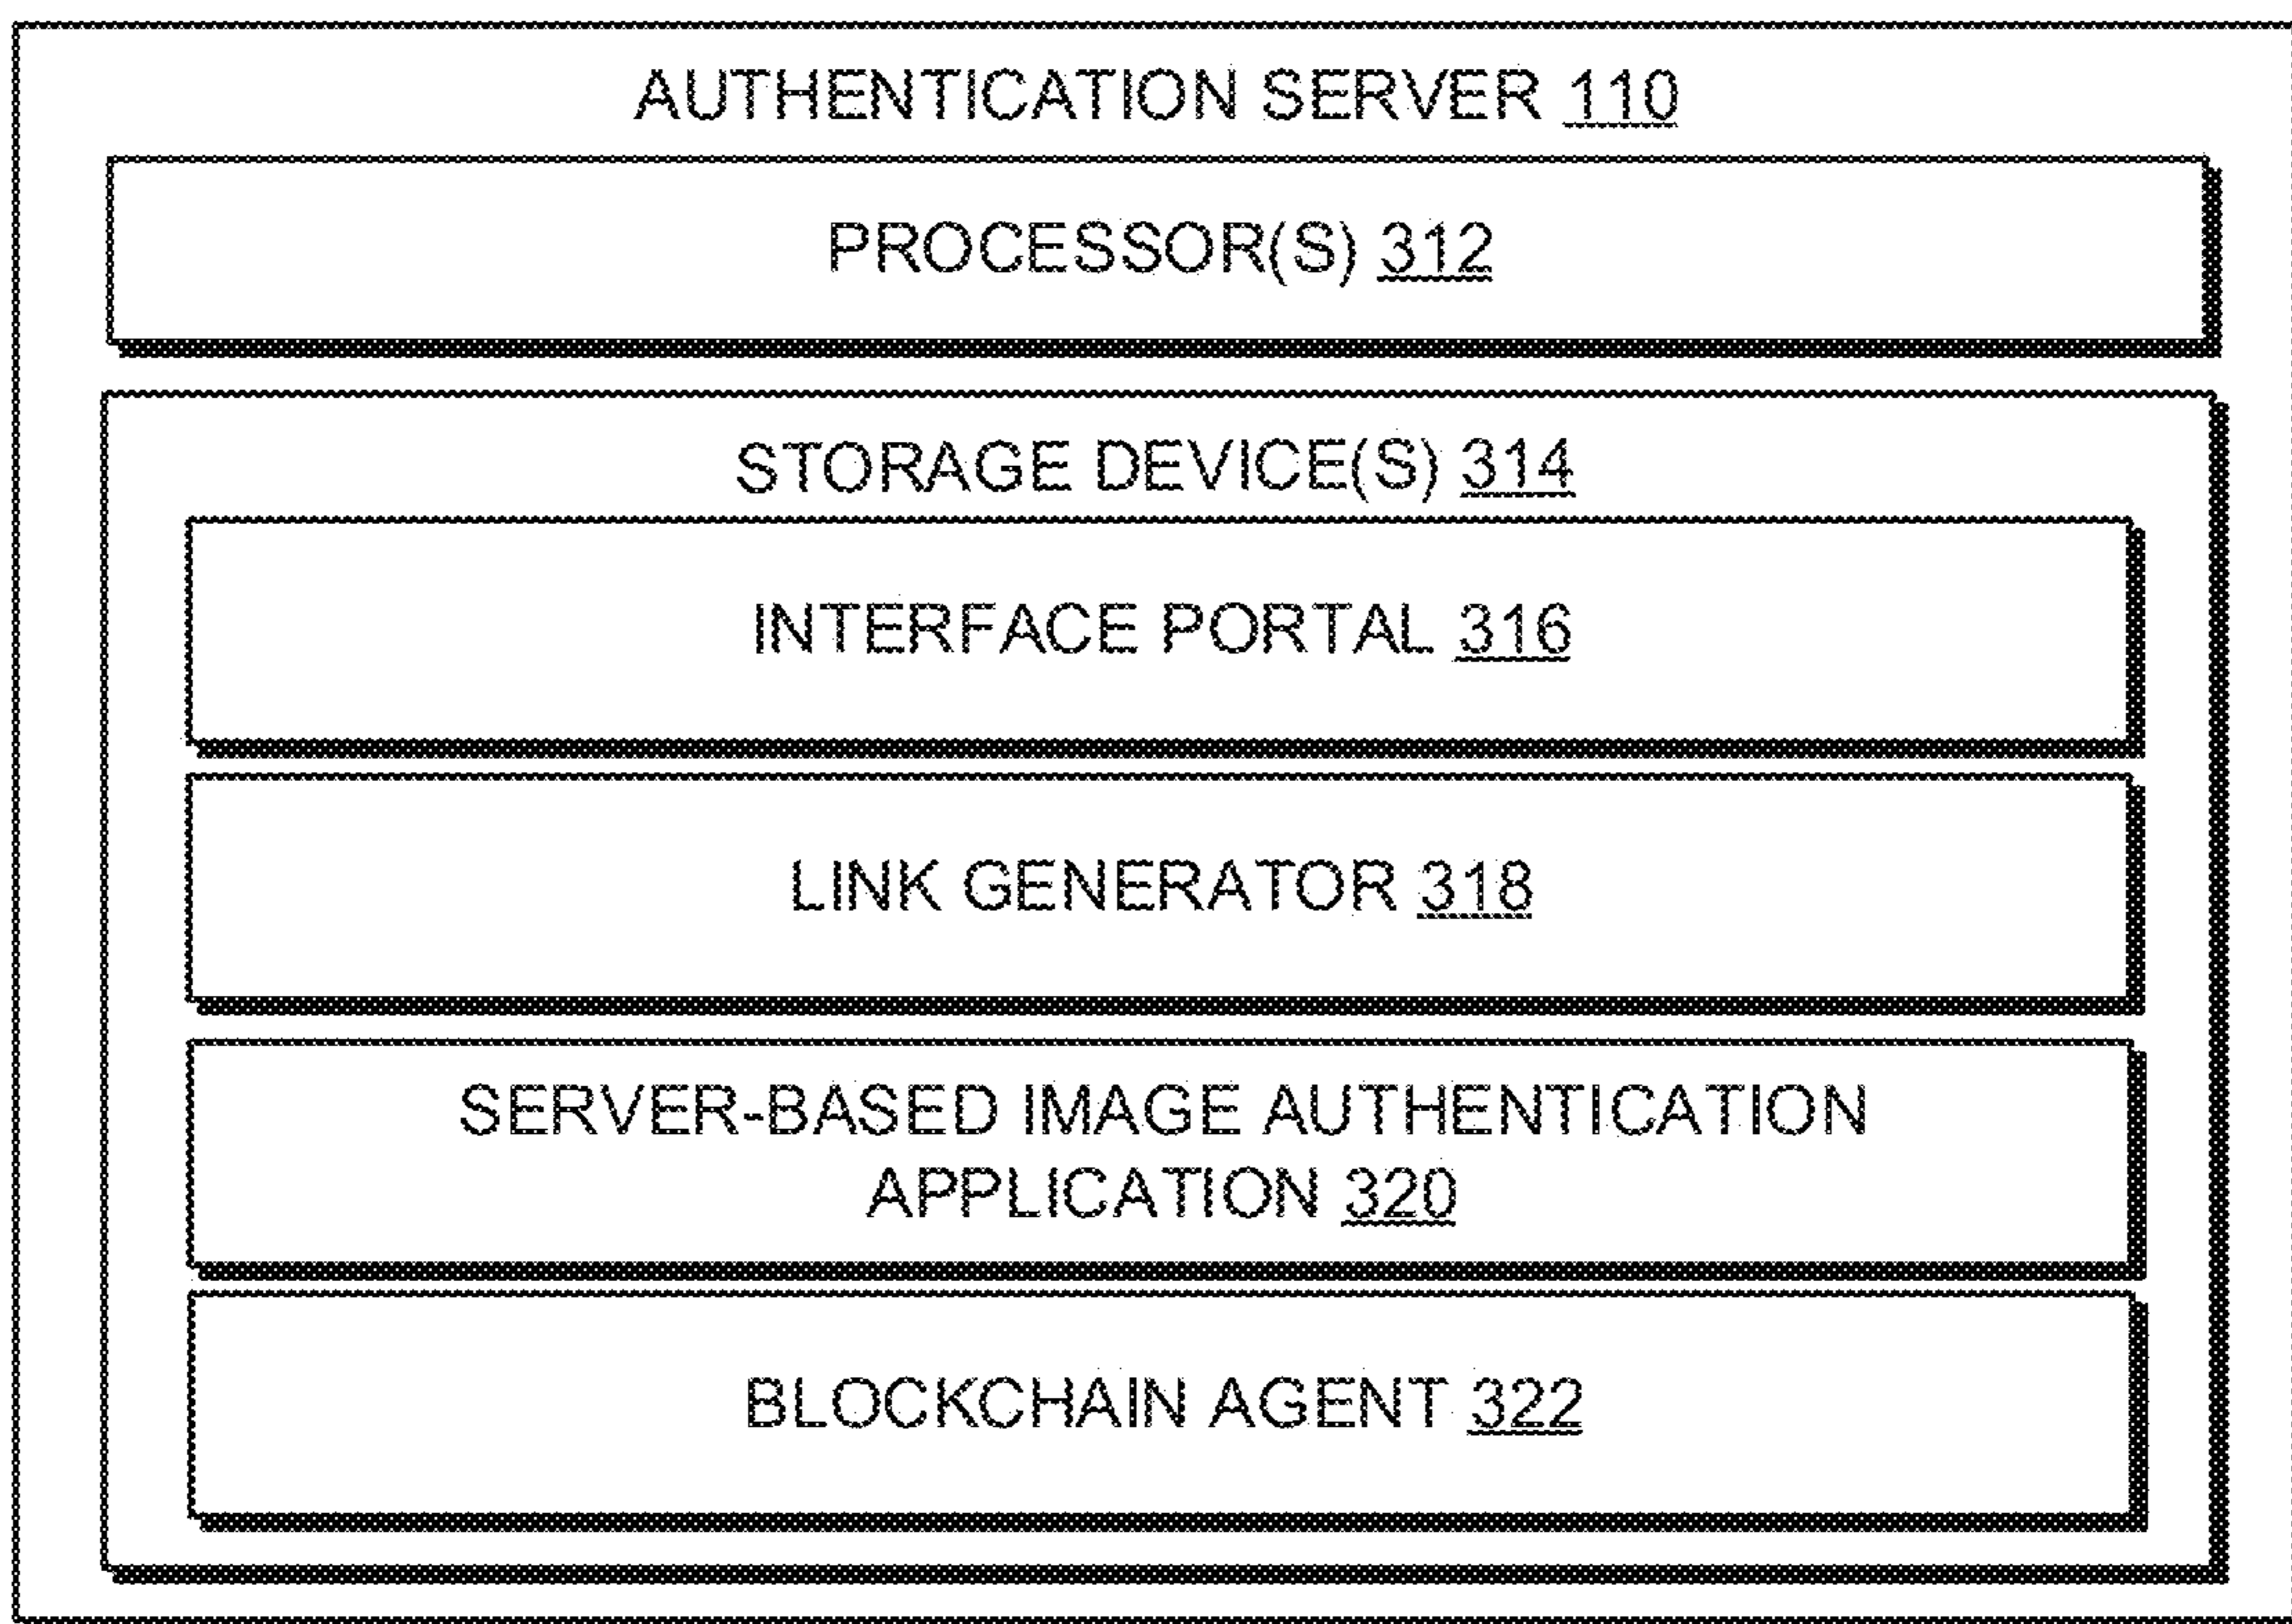 AUTHENTICATION SERVER 110
PROCESSOR(S) 312
STORAGE DEVICE(S) 314
INTERFACE PORTAL 316
LINK GENERATOR 318
SERVER-BASED IMAGE AUTHENTICATION
APPLICATION 320
BLOCKCHAIN AGENT 322